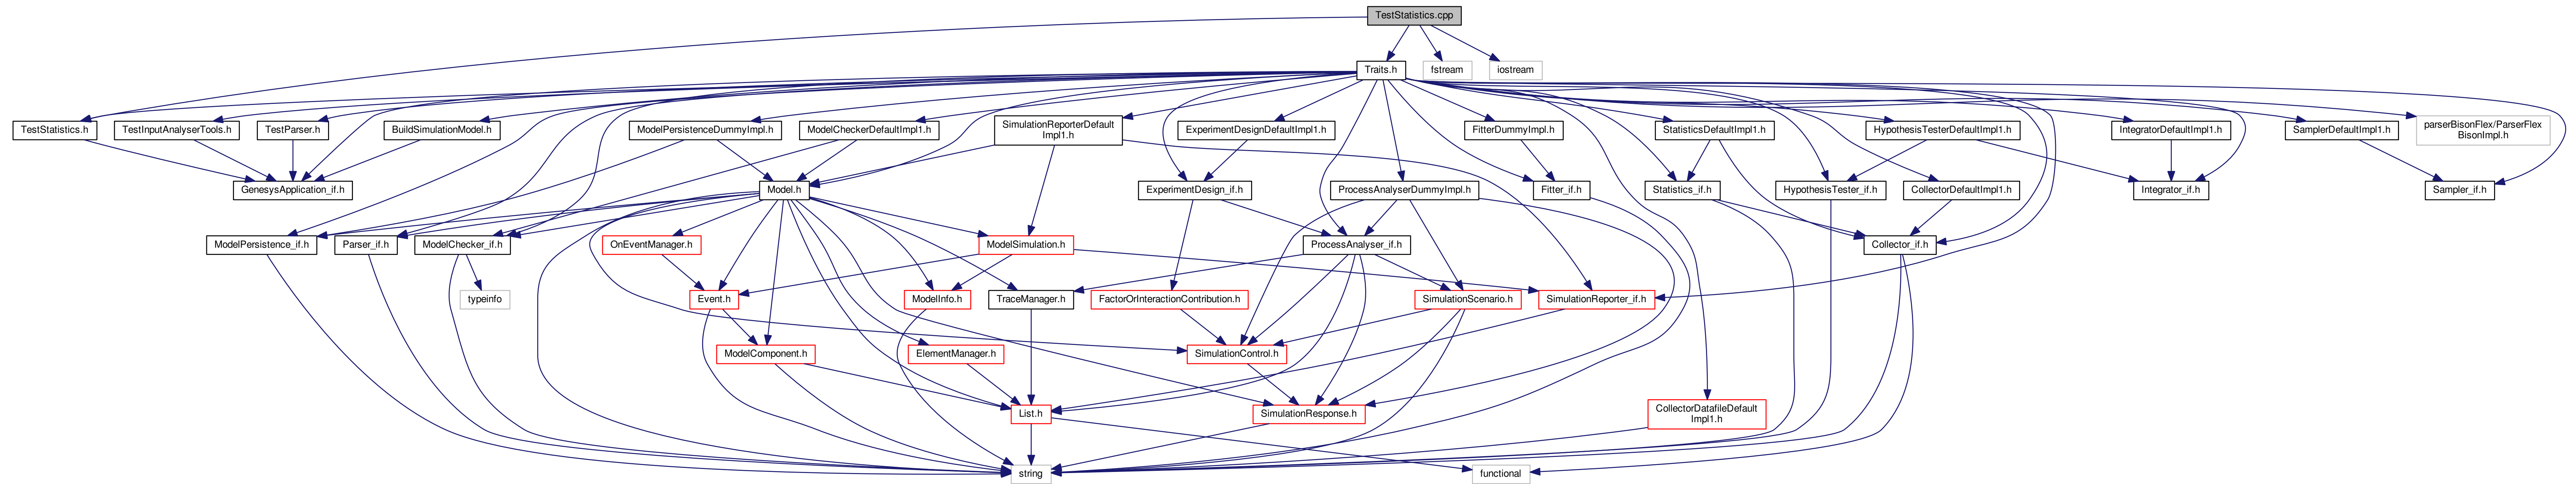 TestStatistics.cpp
Traits.h
fstream
iostream
TestStatistics.h
TestInputAnalyserTools.h
TestParser.h
BuildSimulationModel.h
ModelPersistenceDummyImpl.h
ModelCheckerDefaultImpl1.h
SimulationReporterDefault
Impl1.h
ExperimentDesignDefaultImpl1.h
FitterDummyImpl.h
StatisticsDefaultImpl1.h
HypothesisTesterDefaultImpl1.h
IntegratorDefaultImpl1.h
SamplerDefaultImpl1.h
parserBisonFlex/ParserFlex
BisonImpl.h
GenesysApplication_if.h
Model.h
ExperimentDesign_if.h
ProcessAnalyserDummyImpl.h
Fitter_if.h
Statistics_if.h
HypothesisTester_if.h
CollectorDefaultImpl1.h
Integrator_if.h
Sampler_if.h
ModelPersistence_if.h
Parser_if.h
ModelChecker_if.h
OnEventManager.h
ModelSimulation.h
ProcessAnalyser_if.h
Collector_if.h
typeinfo
Event.h
ModelInfo.h
TraceManager.h
FactorOrInteractionContribution.h
SimulationScenario.h
SimulationReporter_if.h
ModelComponent.h
ElementManager.h
SimulationControl.h
List.h
SimulationResponse.h
CollectorDatafileDefault
Impl1.h
string
functional